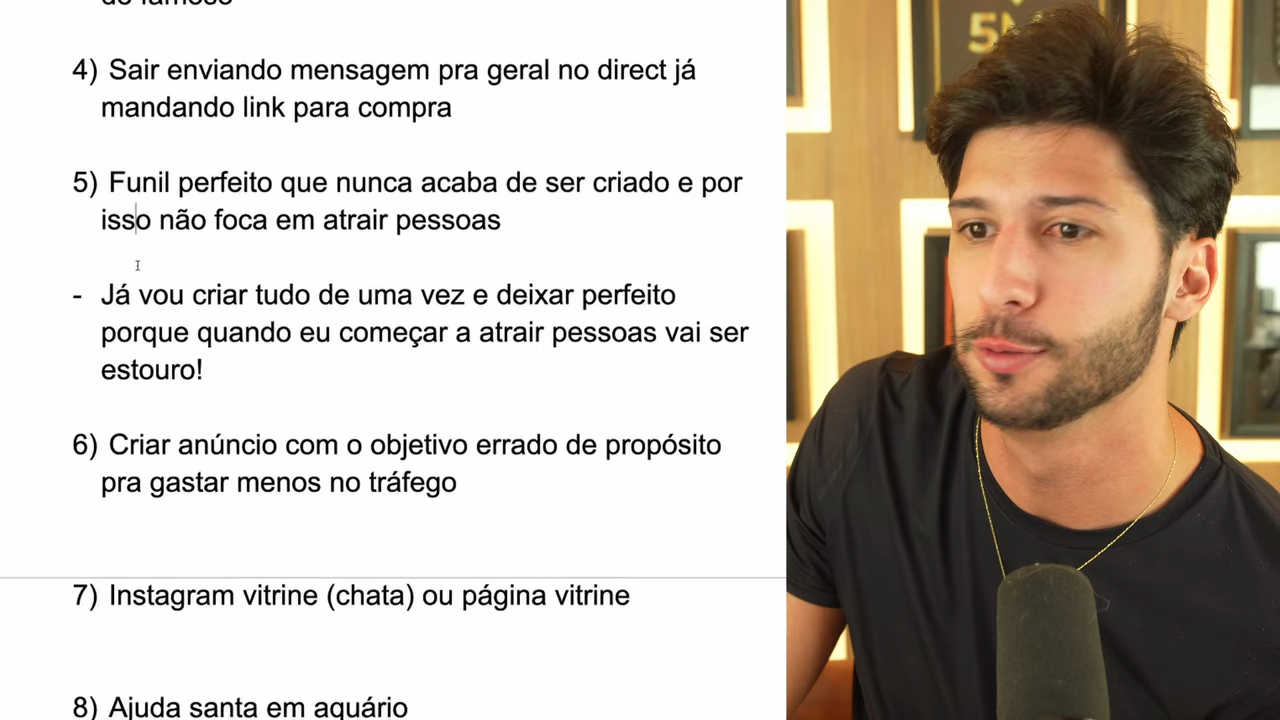 4) Sair enviando mensagem pra geral no direct já
mandando link para compra
5) Funil perfeito que nunca acaba de ser criado e por
isso não foca em atrair pessoas
- Já vou criar tudo de uma vez e deixar perfeito
porque quando eu começar a atrair pessoas vai ser
estouro!
6) Criar anúncio com o objetivo errado de propósito
pra gastar menos no tráfego
7) Instagram vitrine (chata) ou página vitrine
8) Ajuda santa em aquário